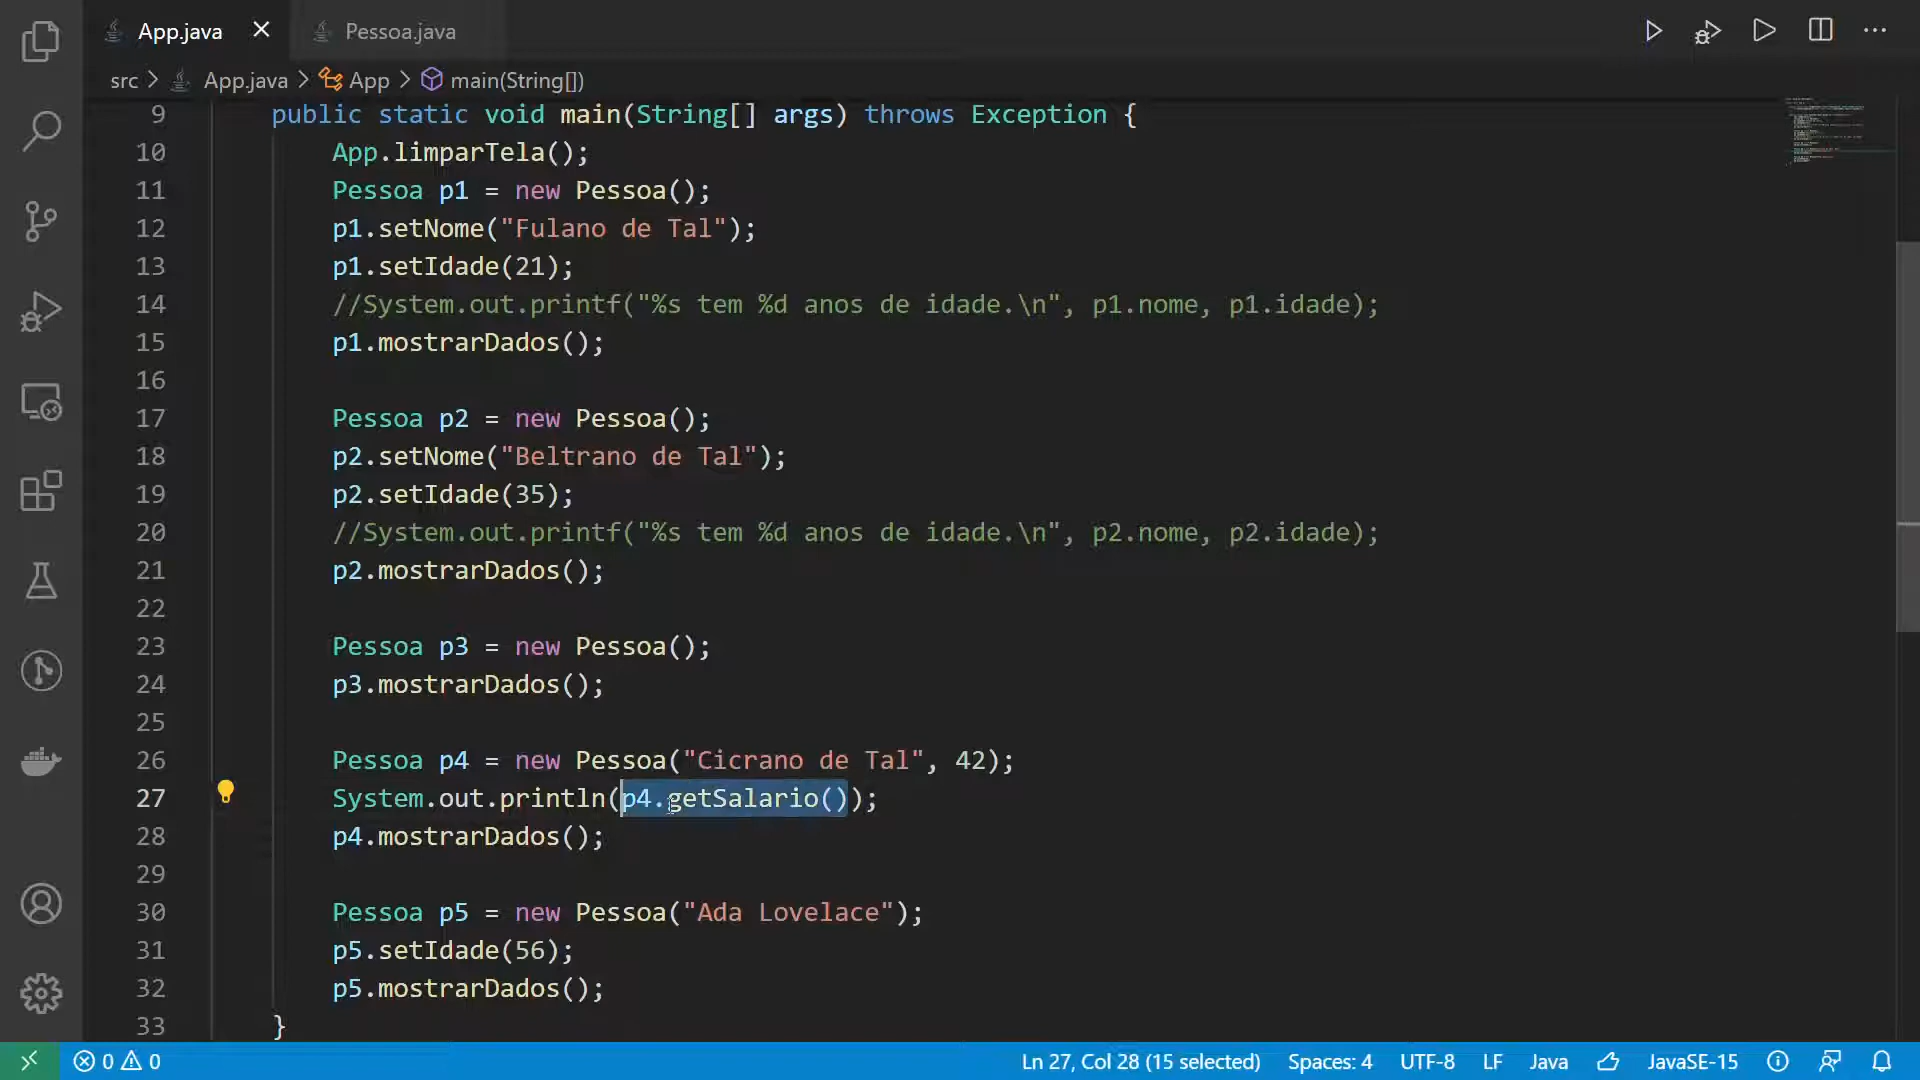 App.java
Pessoa.java
src > App.java > App > main(String[])
9 public static void main(String[] args) throws Exception {
10 App.limparTela();
11 Pessoa p1 = new Pessoa();
12 p1.setNome("Fulano de Tal");
13 p1.setIdade(21);
14 //System.out.printf("%s tem %d anos de idade.\n", p1.nome, p1.idade);
15 p1.mostrarDados();
16
17 Pessoa p2 = new Pessoa();
18 p2.setNome("Beltrano de Tal");
19 p2.setIdade(35);
20 //System.out.printf("%s tem %d anos de idade.\n", p2.nome, p2.idade);
21 p2.mostrarDados();
22
23 Pessoa p3 = new Pessoa();
24 p3.mostrarDados();
25
26 Pessoa p4 = new Pessoa("Cicrano de Tal", 42);
27 System.out.println(p4.getSalario());
28 p4.mostrarDados();
29
30 Pessoa p5 = new Pessoa("Ada Lovelace");
31 p5.setIdade(56);
32 p5.mostrarDados();
33 }
0 0 Ln 27, Col 28 (15 selected) Spaces: 4 UTF-8 LF Java JavaSE-15